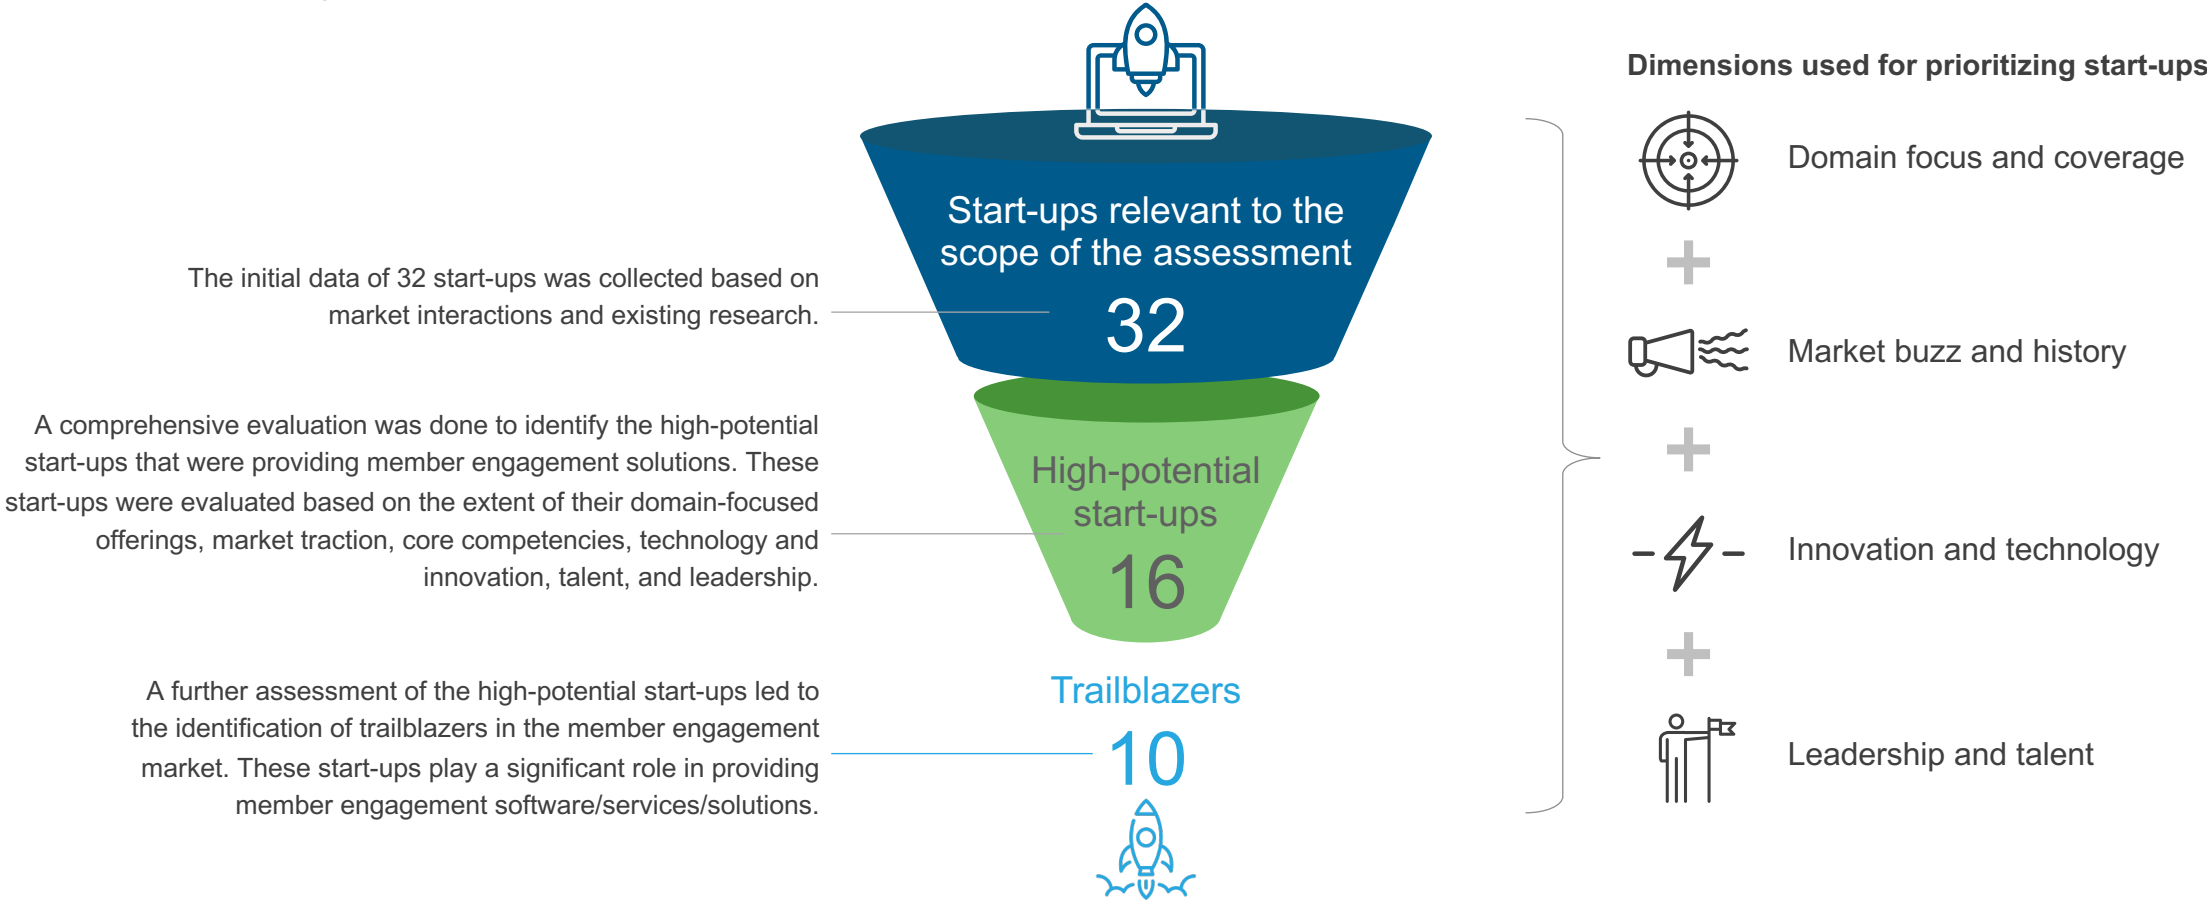 Start-ups relevant to the
scope of the assessment
32
The initial data of 32 start-ups was collected based on
market interactions and existing research.
High-potential
start-ups
16
A comprehensive evaluation was done to identify the high-potential
start-ups that were providing member engagement solutions. These
start-ups were evaluated based on the extent of their domain-focused
offerings, market traction, core competencies, technology and
innovation, talent, and leadership.
Trailblazers
10
A further assessment of the high-potential start-ups led to
the identification of trailblazers in the member engagement
market. These start-ups play a significant role in providing
member engagement software/services/solutions.
Dimensions used for prioritizing start-ups
Domain focus and coverage
Market buzz and history
Innovation and technology
Leadership and talent